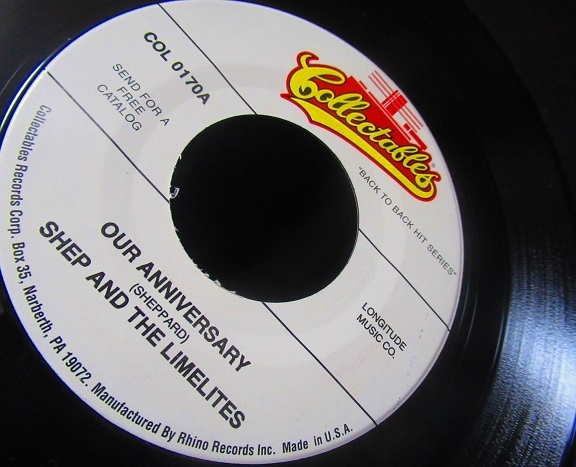 COL 0170A
SEND FOR A
FREE
CATALOG
Collectables
"BACK TO BACK HIT SERIES"
OUR ANNIVERSARY
(SHEPPARD)
SHEP AND THE LIMELITES
LONGITUDE
MUSIC CO.
Collectables Records Corp. Box 35, Narberth, PA 19072. Manufactured By Rhino Records Inc. Made in U.S.A.